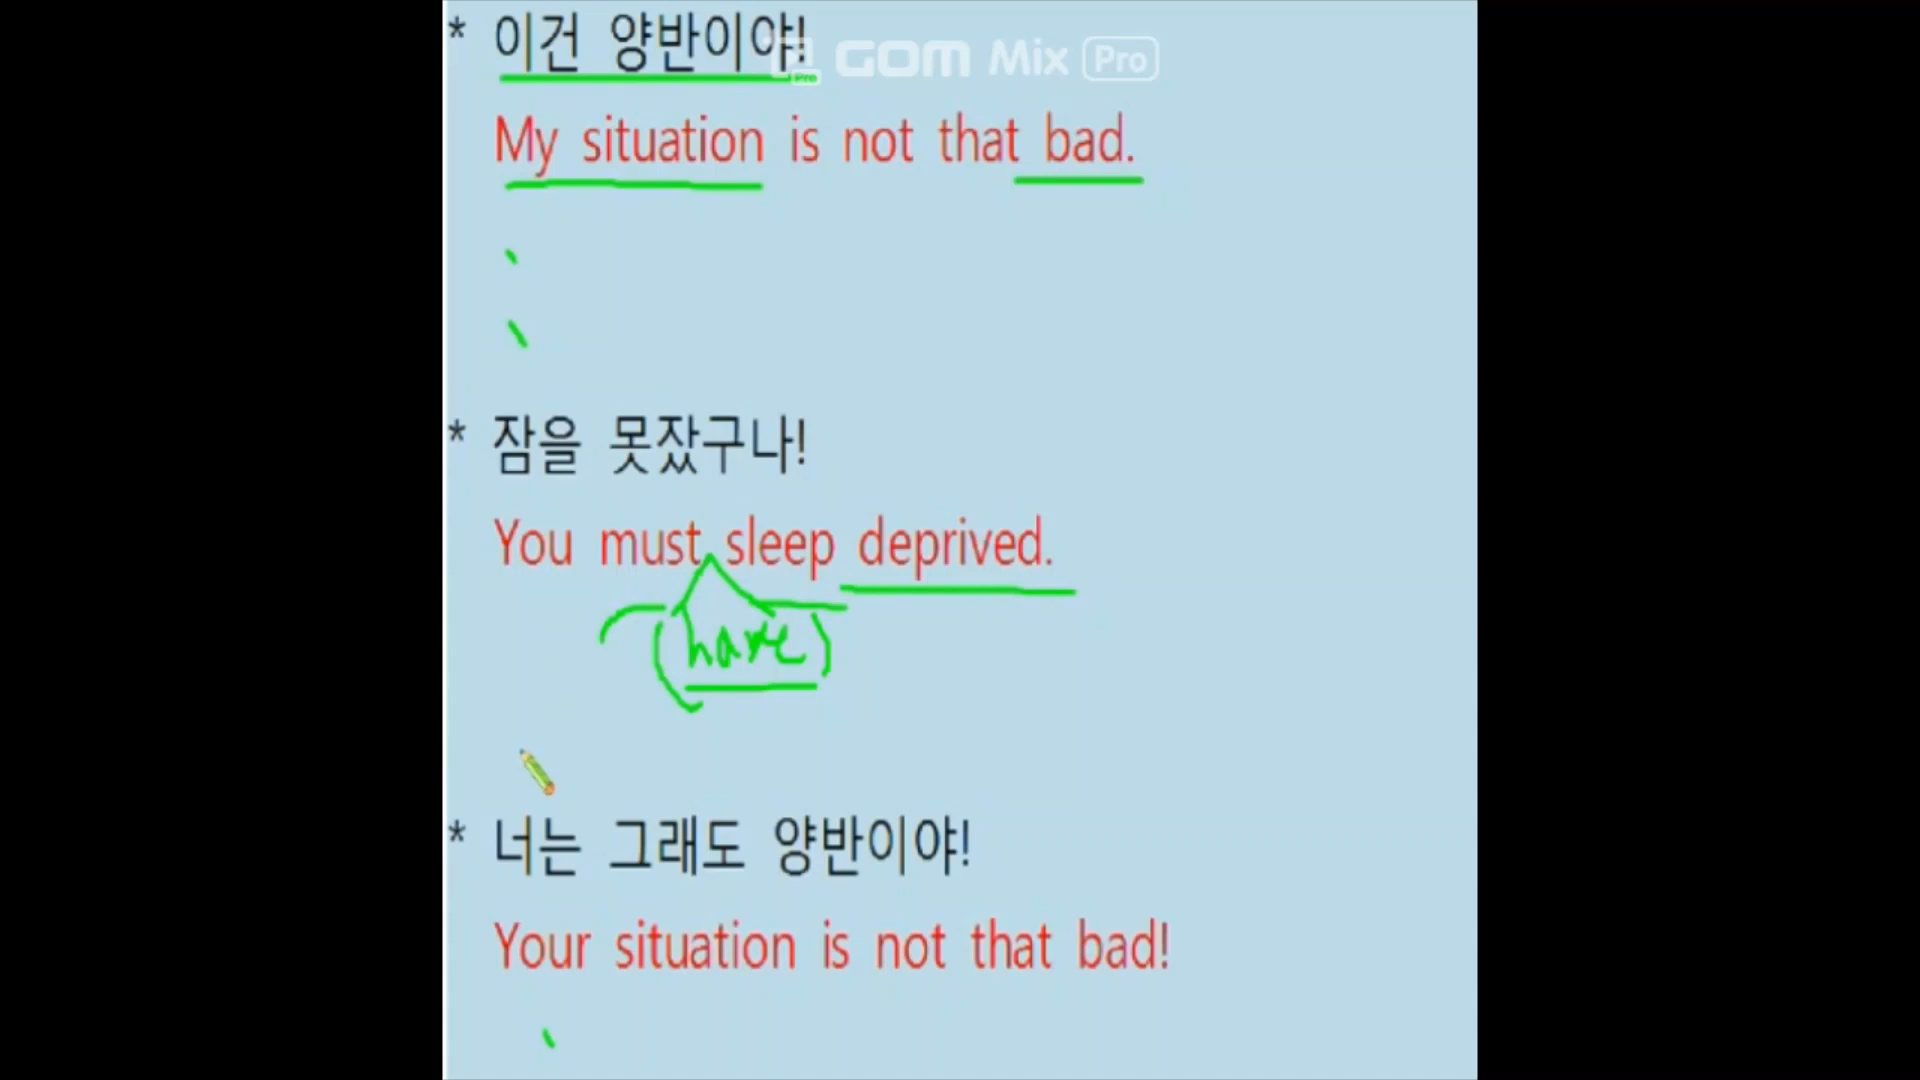 * 이건 양반이야!
GOM Mix Pro
Pro
My situation is not that bad.
* 잠을 못잤구나!
You must sleep deprived.
(have)
* 너는 그래도 양반이야!
Your situation is not that bad!